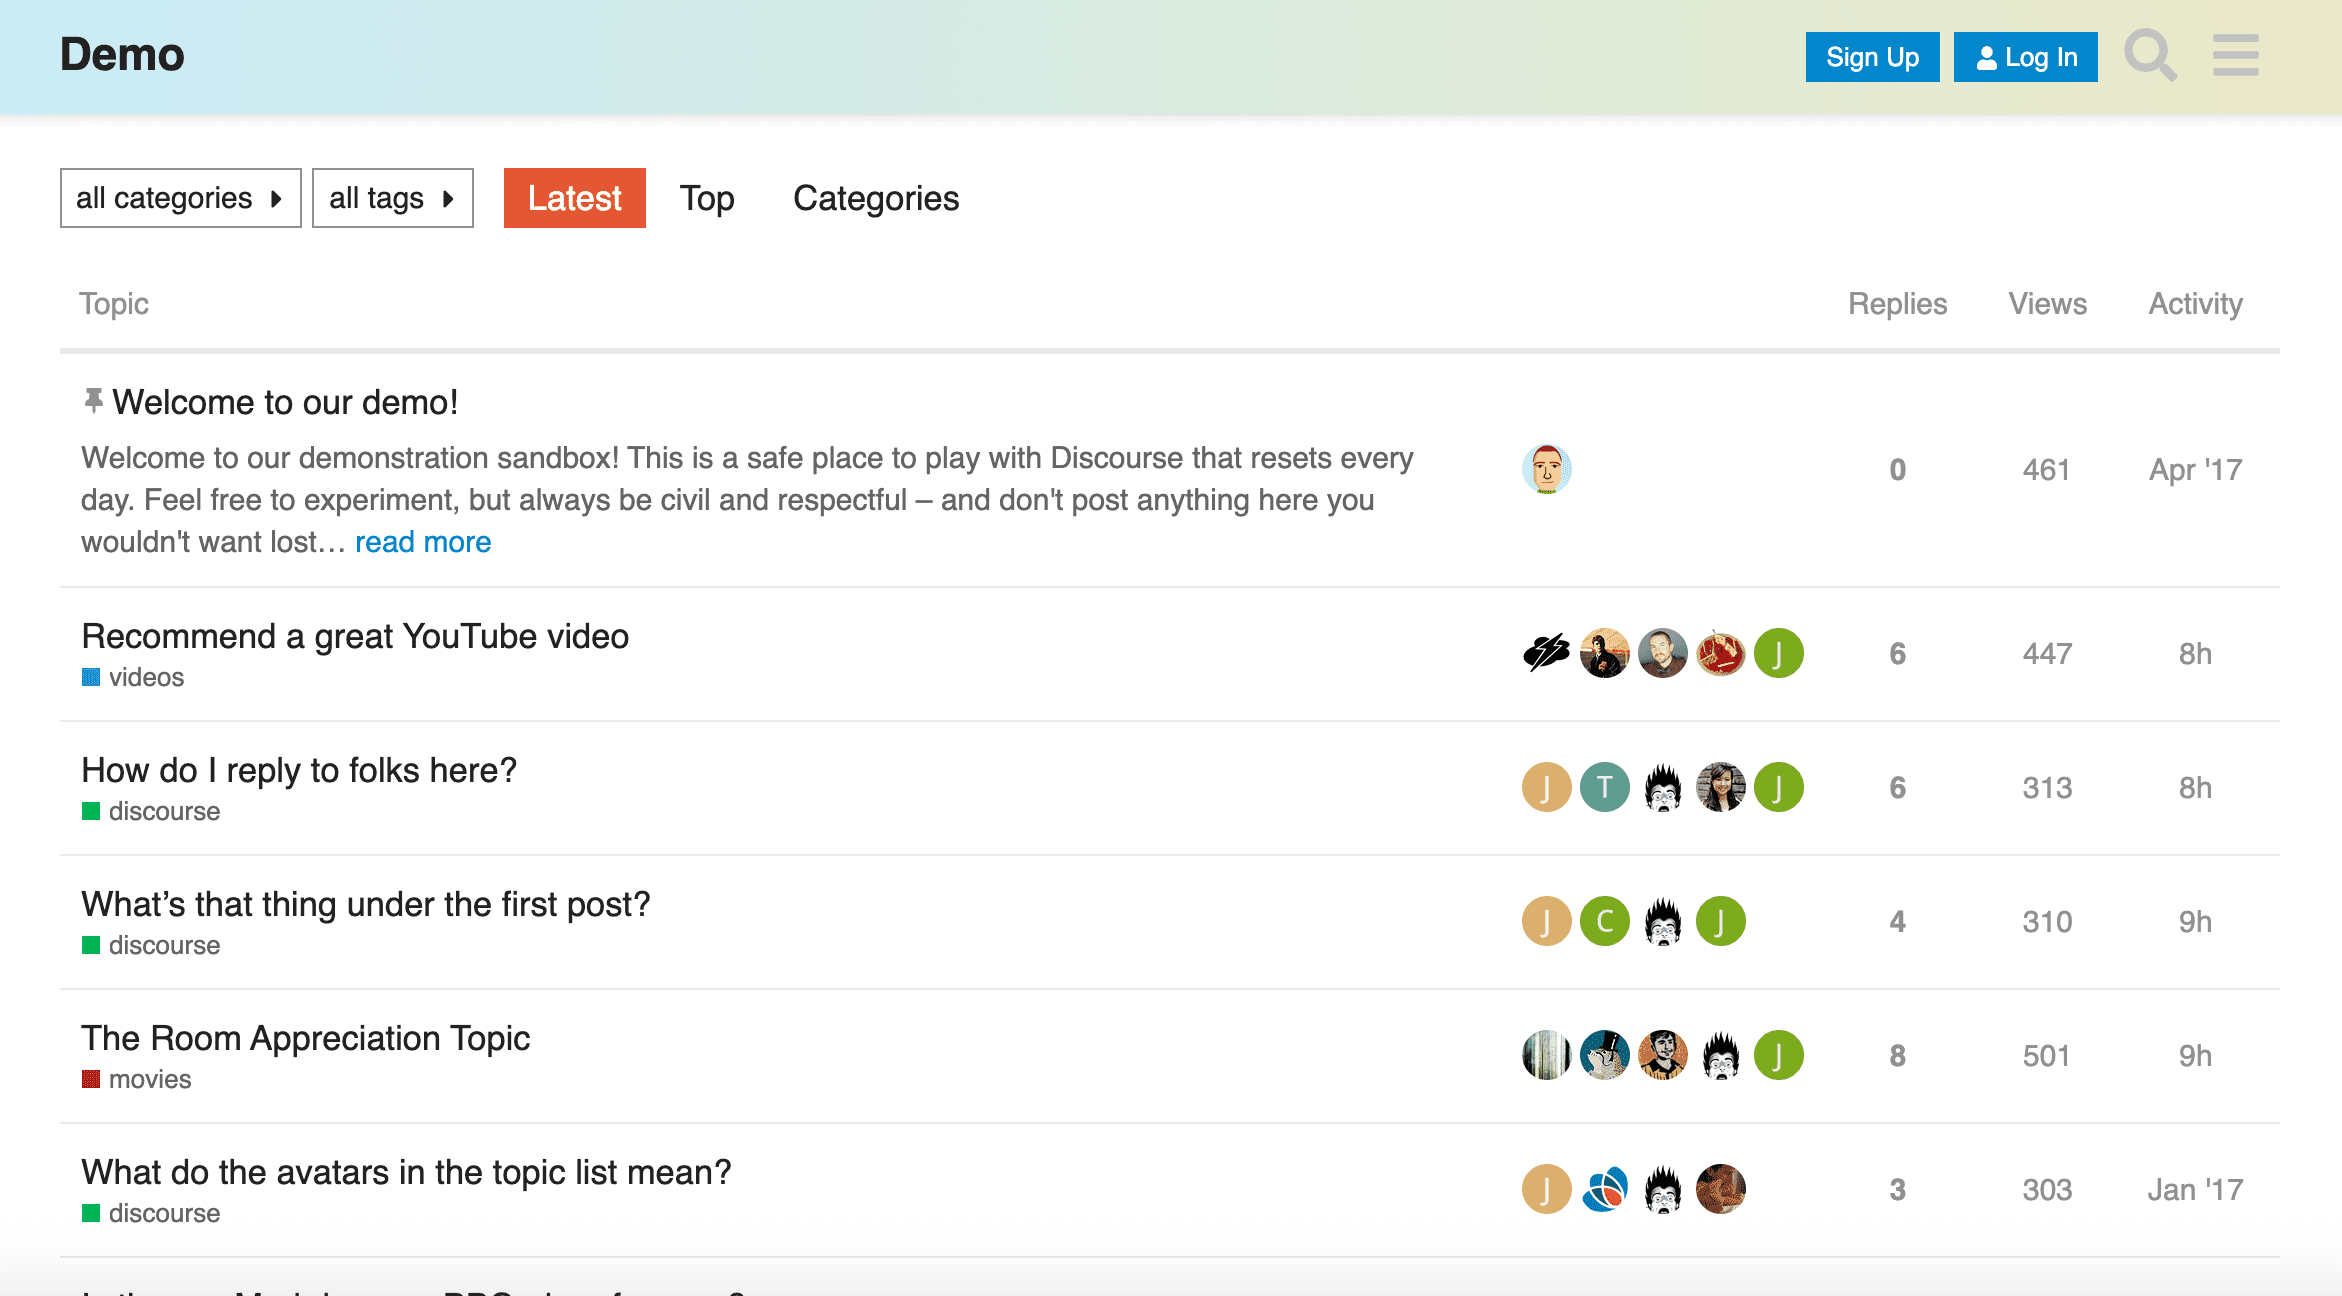 Demo
Sign Up
Log In
all categories
all tags
Latest
Top
Categories
Topic
Replies
Views
Activity
Welcome to our demo!
Welcome to our demonstration sandbox! This is a safe place to play with Discourse that resets every
day. Feel free to experiment, but always be civil and respectful – and don't post anything here you
wouldn't want lost… read more
0
461
Apr '17
Recommend a great YouTube video
videos
J
6
447
8h
How do I reply to folks here?
discourse
J
T
J
6
313
8h
What’s that thing under the first post?
discourse
J
C
J
4
310
9h
The Room Appreciation Topic
movies
J
8
501
9h
What do the avatars in the topic list mean?
discourse
J
3
303
Jan '17